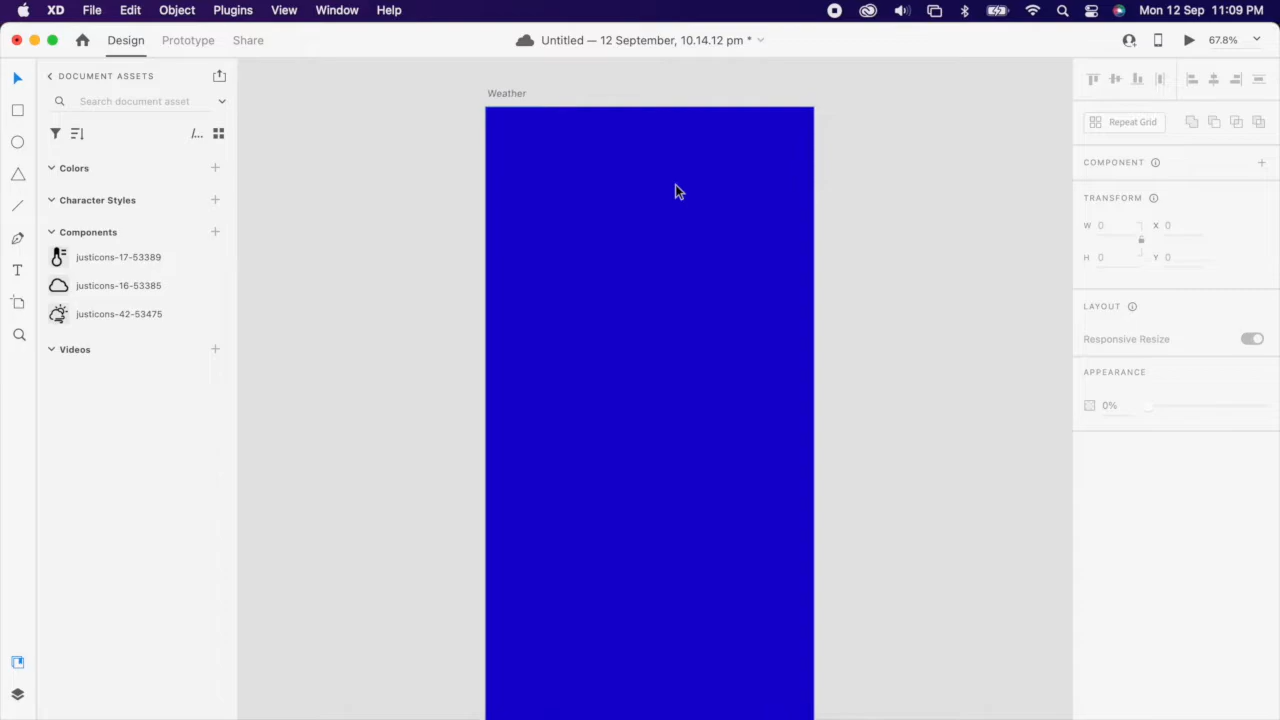 XD File Edit Object Plugins View Window Help Mon 12 Sep 11:09 PM
Design Prototype Share Untitled — 12 September, 10.14.12 pm * 67.8%
DOCUMENT ASSETS
Search document asset
/...
Colors
Character Styles
Components
justicons-17-53389
justicons-16-53385
justicons-42-53475
Videos
Weather
Repeat Grid
COMPONENT
TRANSFORM
W 0 X 0
H 0 Y 0
LAYOUT
Responsive Resize
APPEARANCE
0%